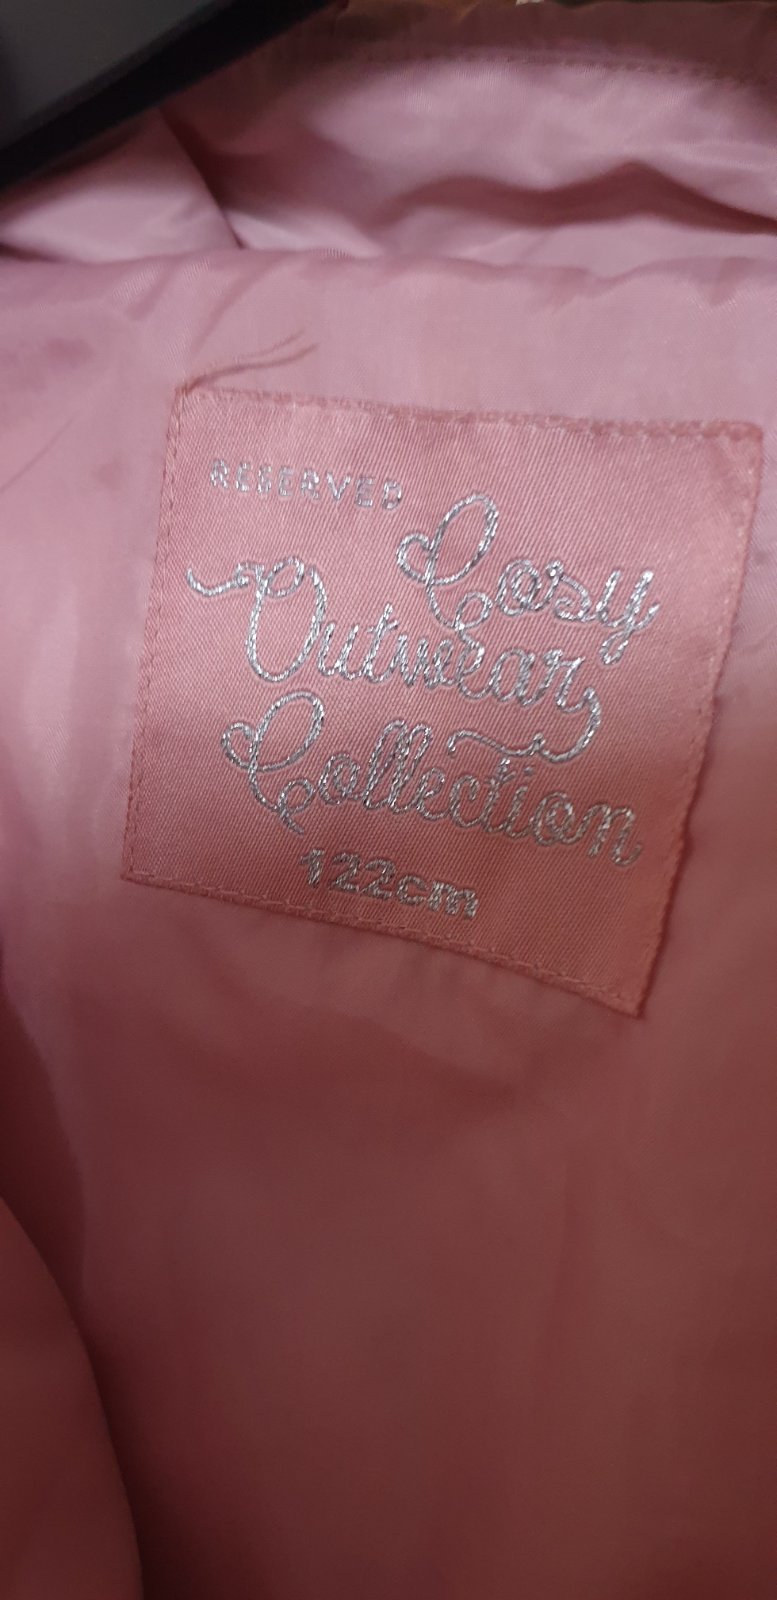 RESERVED
Cosy
Outwear
Collection
122cm